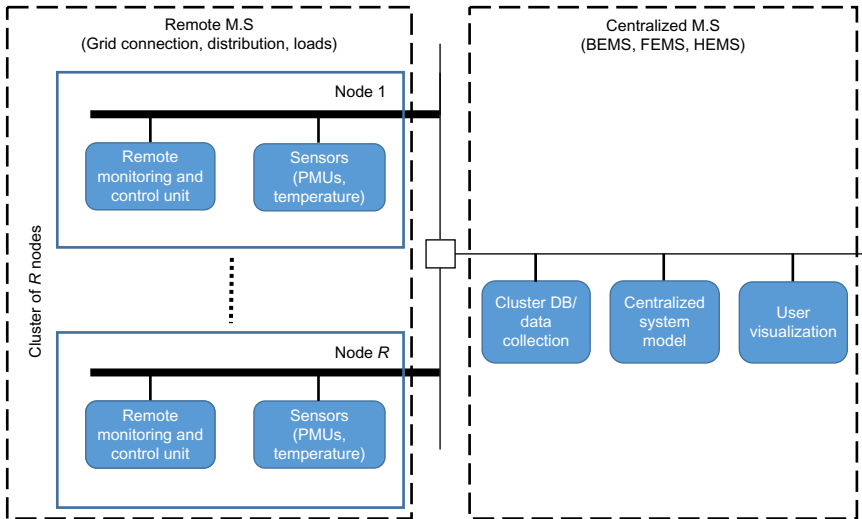 Remote M.S
(Grid connection, distribution, loads)
Centralized M.S
(BEMS, FEMS, HEMS)
Cluster of R nodes
Node 1
Remote
monitoring and
control unit
Sensors
(PMUs,
temperature)
Cluster DB/
data
collection
Centralized
system
model
User
visualization
Node R
Remote
monitoring and
control unit
Sensors
(PMUs,
temperature)